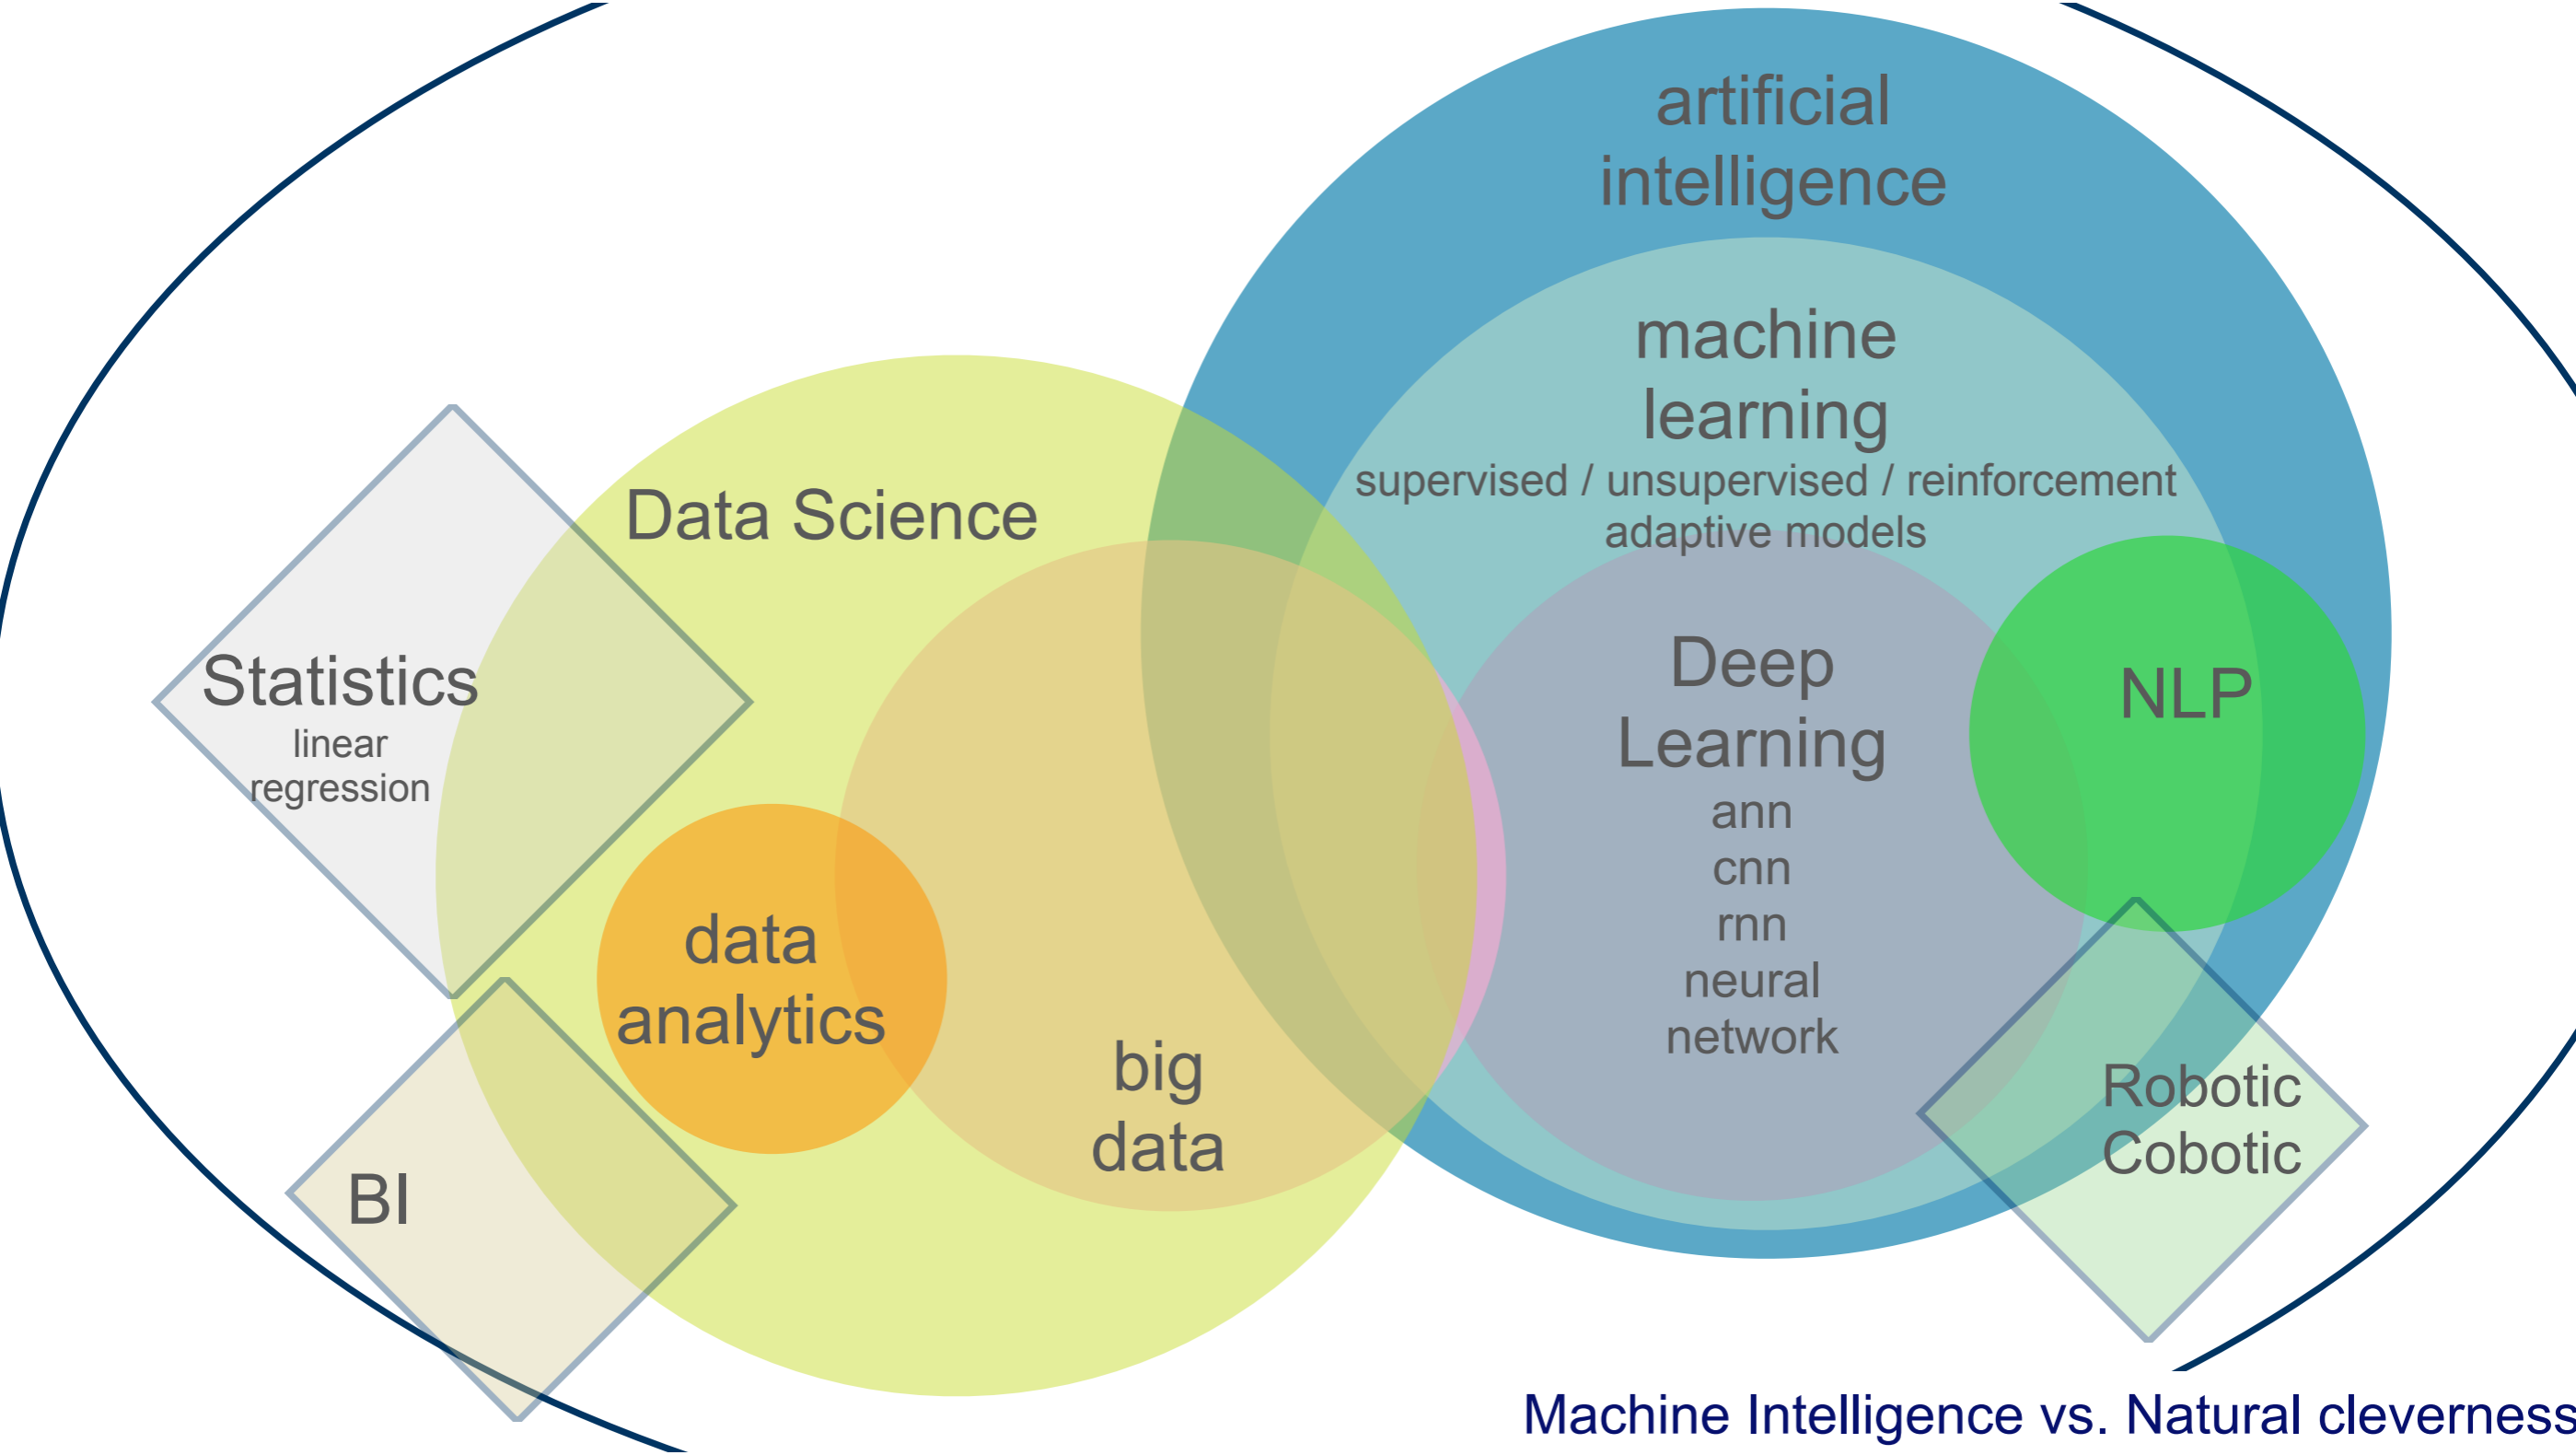 artificial
intelligence
machine
learning
supervised / unsupervised / reinforcement
adaptive models
Data Science
Statistics
linear
regression
Deep
Learning
ann
cnn
rnn
neural
network
NLP
data
analytics
big
data
BI
Robotic
Cobotic
Machine Intelligence vs. Natural cleverness